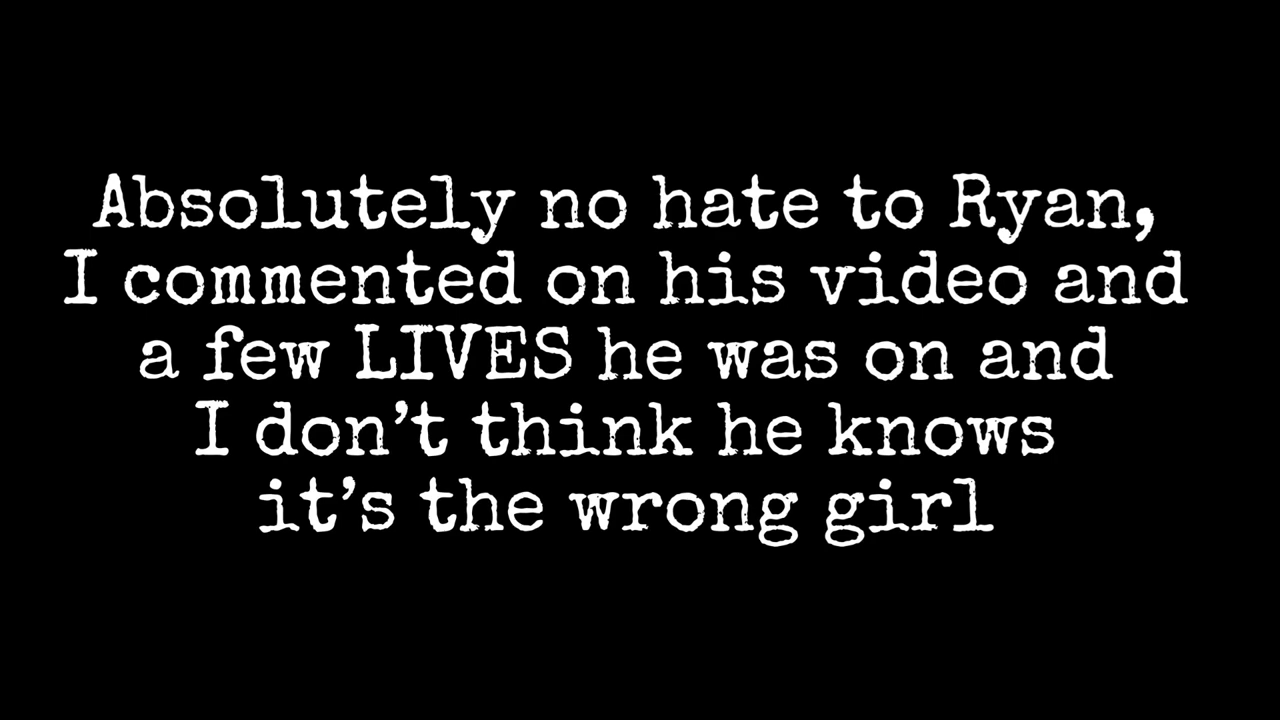 Absolutely no hate to Ryan,
I commented on his video and
a few LIVES he was on and
I don’t think he knows
it’s the wrong girl